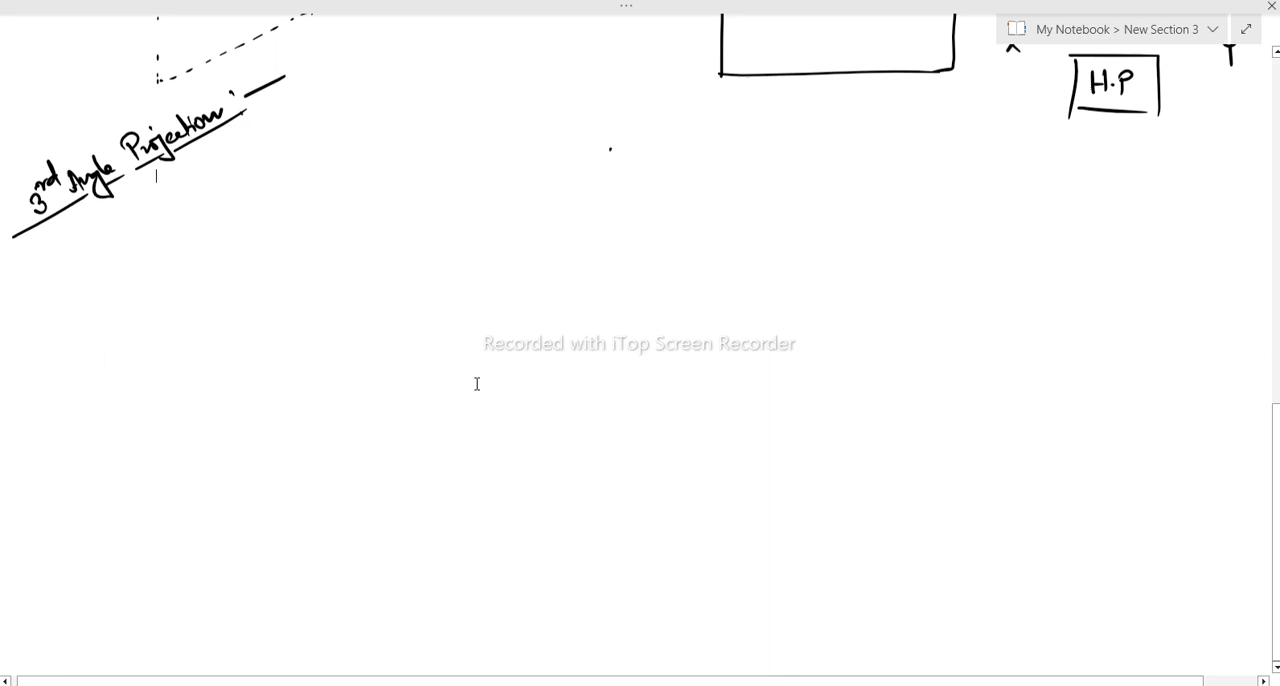 My Notebook > New Section 3
X Y
H.P
3rd Angle Projection :
Recorded with iTop Screen Recorder